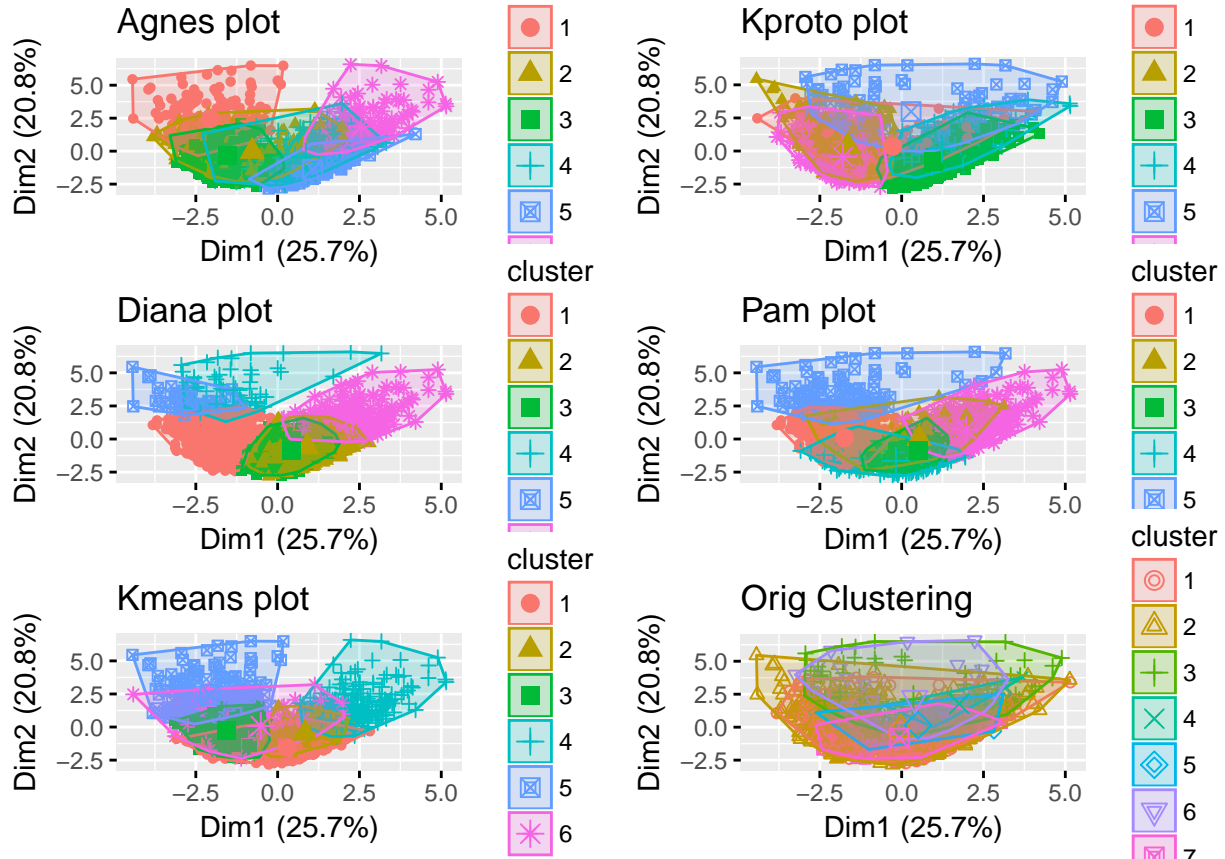 Agnes plot
Dim2 (20.8%)
5.0
2.5
0.0
−2.5
−2.5 0.0 2.5 5.0
Dim1 (25.7%)
1
2
3
4
5
Kproto plot
Dim2 (20.8%)
5.0
2.5
0.0
−2.5
−2.5 0.0 2.5 5.0
Dim1 (25.7%)
1
2
3
4
5
Diana plot
Dim2 (20.8%)
5.0
2.5
0.0
−2.5
−2.5 0.0 2.5 5.0
Dim1 (25.7%)
cluster
1
2
3
4
5
Pam plot
Dim2 (20.8%)
5.0
2.5
0.0
−2.5
−2.5 0.0 2.5 5.0
Dim1 (25.7%)
cluster
1
2
3
4
5
Kmeans plot
Dim2 (20.8%)
5.0
2.5
0.0
−2.5
−2.5 0.0 2.5 5.0
Dim1 (25.7%)
cluster
1
2
3
4
5
6
Orig Clustering
Dim2 (20.8%)
5.0
2.5
0.0
−2.5
−2.5 0.0 2.5 5.0
Dim1 (25.7%)
cluster
1
2
3
4
5
6
7